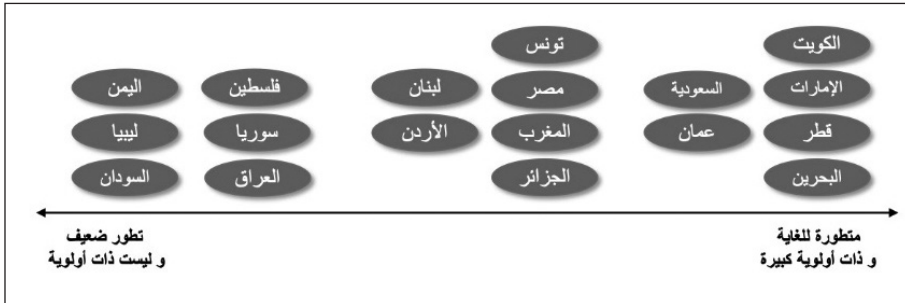 الكويت
الإمارات
قطر
البحرين
السعودية
عمان
تونس
مصر
المغرب
الجزائر
لبنان
الأردن
فلسطين
سوريا
العراق
اليمن
ليبيا
السودان
متطورة للغاية
و ذات أولوية كبيرة
تطور ضعيف
و ليست ذات أولوية